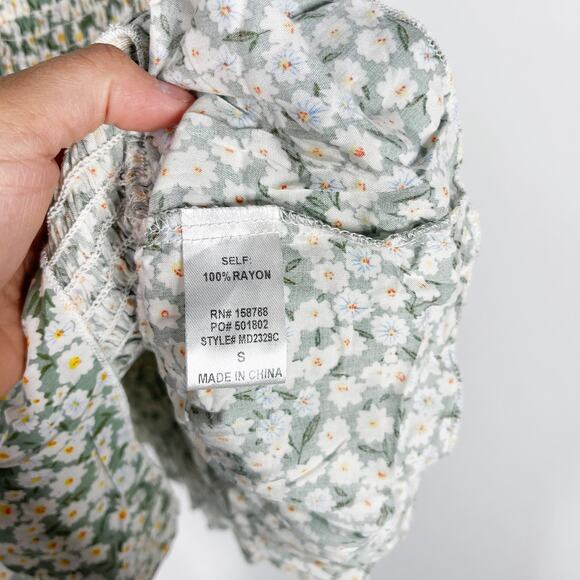 SELF:
100% RAYON
RN# 158788
PO# 501802
STYLE# MD2329C
S
MADE IN CHINA